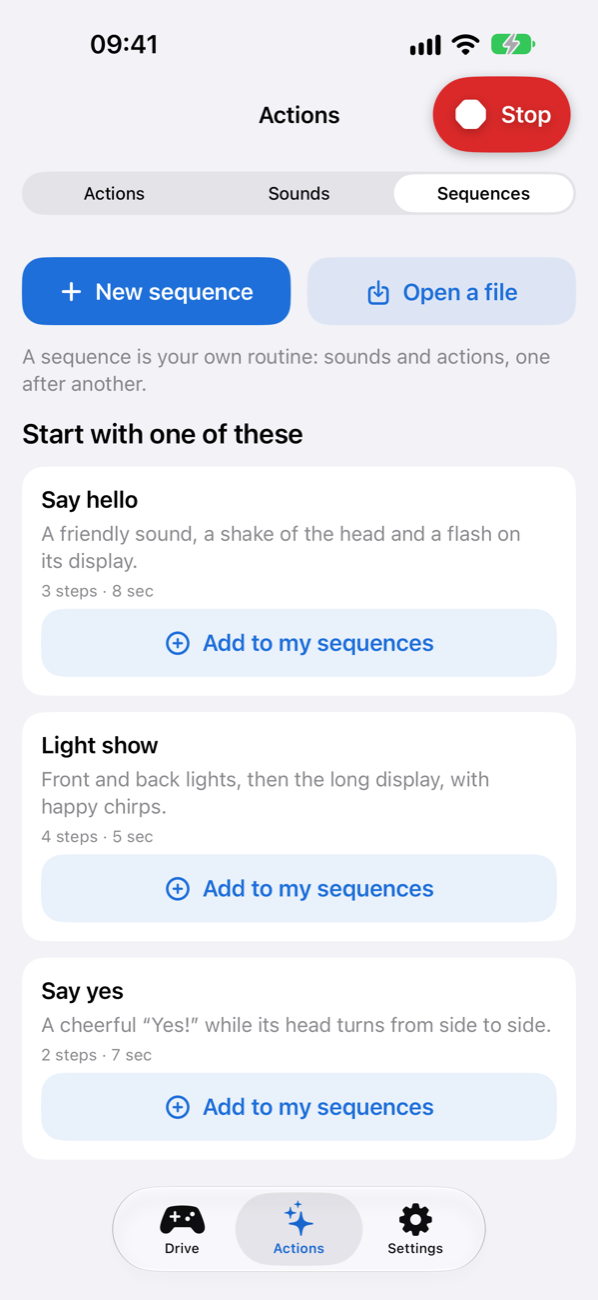 09:41
Actions
Stop
Actions
Sounds
Sequences
New sequence
Open a file
A sequence is your own routine: sounds and actions, one
after another.
Start with one of these
Say hello
A friendly sound, a shake of the head and a flash on
its display.
3 steps · 8 sec
Add to my sequences
Light show
Front and back lights, then the long display, with
happy chirps.
4 steps · 5 sec
Add to my sequences
Say yes
A cheerful “Yes!” while its head turns from side to side.
2 steps · 7 sec
Add to my sequences
Drive
Actions
Settings